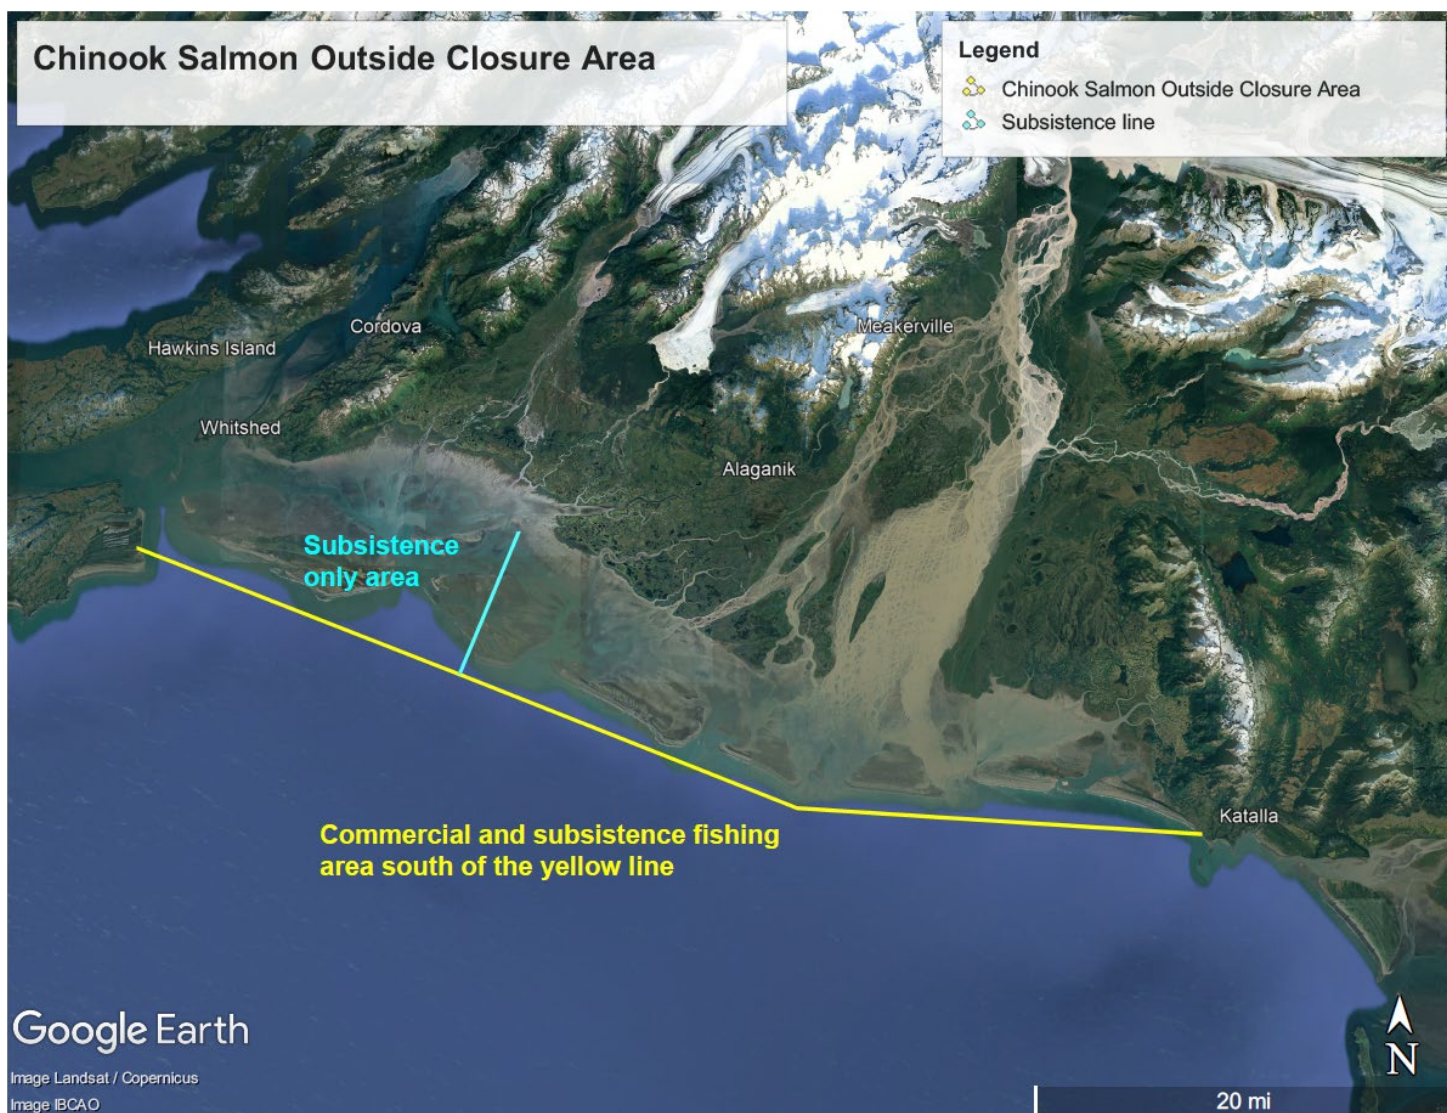 Chinook Salmon Outside Closure Area
Legend
Chinook Salmon Outside Closure Area
Subsistence line
Cordova
Meakerville
Hawkins Island
Whitshed
Alaganik
Subsistence
only area
Katalla
Commercial and subsistence fishing
area south of the yellow line
Google Earth
N
Image Landsat / Copernicus
Image IBCAO
20 mi